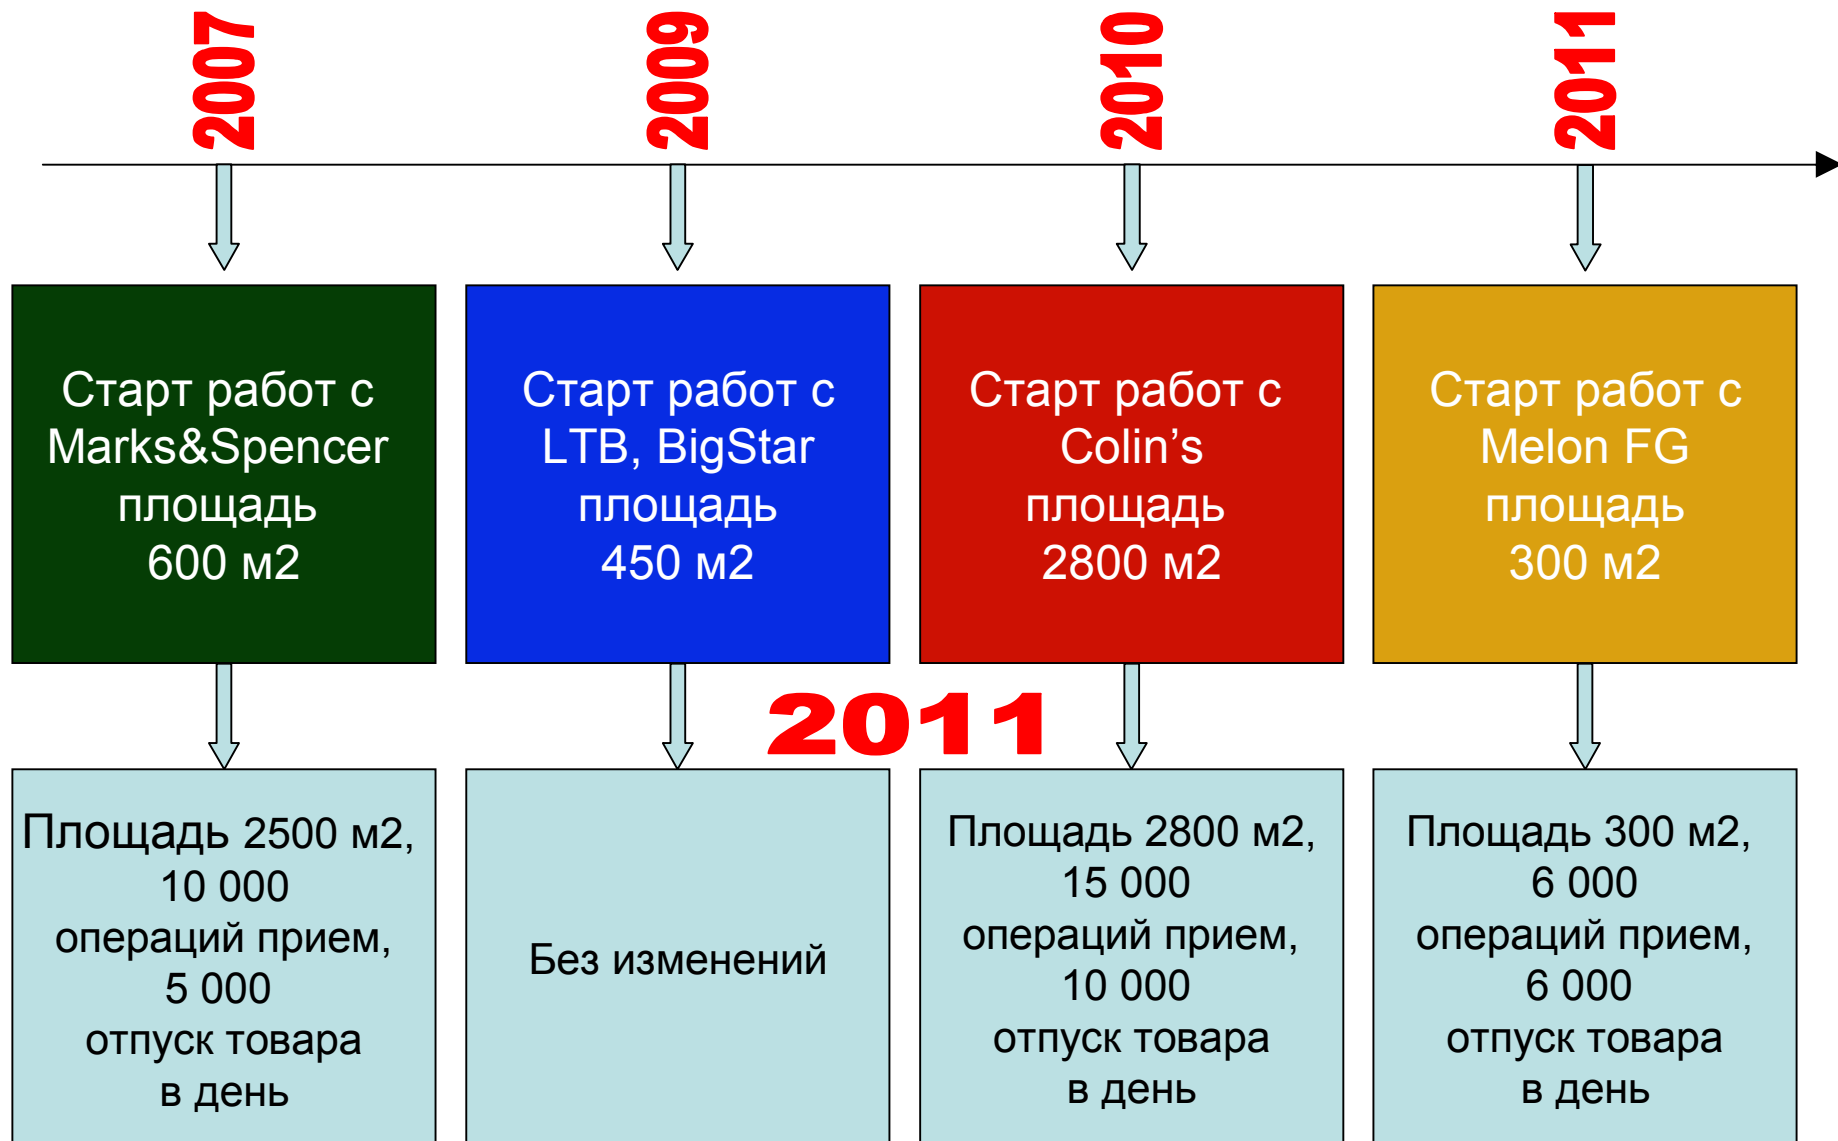 2007
2009
2010
2011
Старт работ с
Marks&Spencer
площадь
600 м2
Старт работ с
LTB, BigStar
площадь
450 м2
Старт работ с
Colin’s
площадь
2800 м2
Старт работ с
Melon FG
площадь
300 м2
2011
Площадь 2500 м2,
10 000
операций прием,
5 000
отпуск товара
в день
Без изменений
Площадь 2800 м2,
15 000
операций прием,
10 000
отпуск товара
в день
Площадь 300 м2,
6 000
операций прием,
6 000
отпуск товара
в день